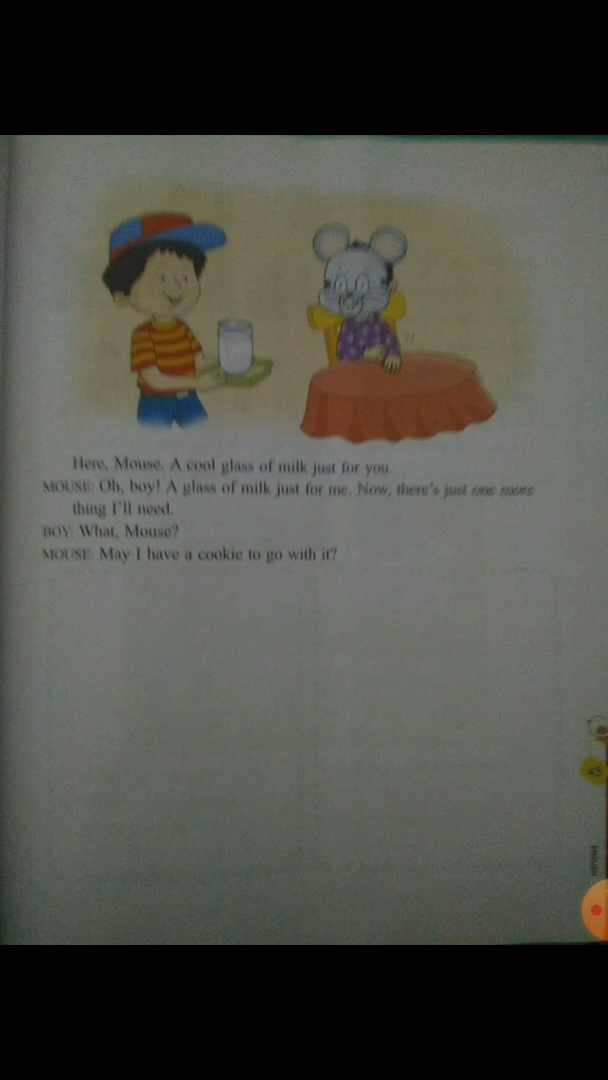 Here, Mouse. A cool glass of milk just for you.
MOUSE: Oh, boy! A glass of milk just for me. Now, there's just one more
thing I'll need.
BOY: What, Mouse?
MOUSE: May I have a cookie to go with it?